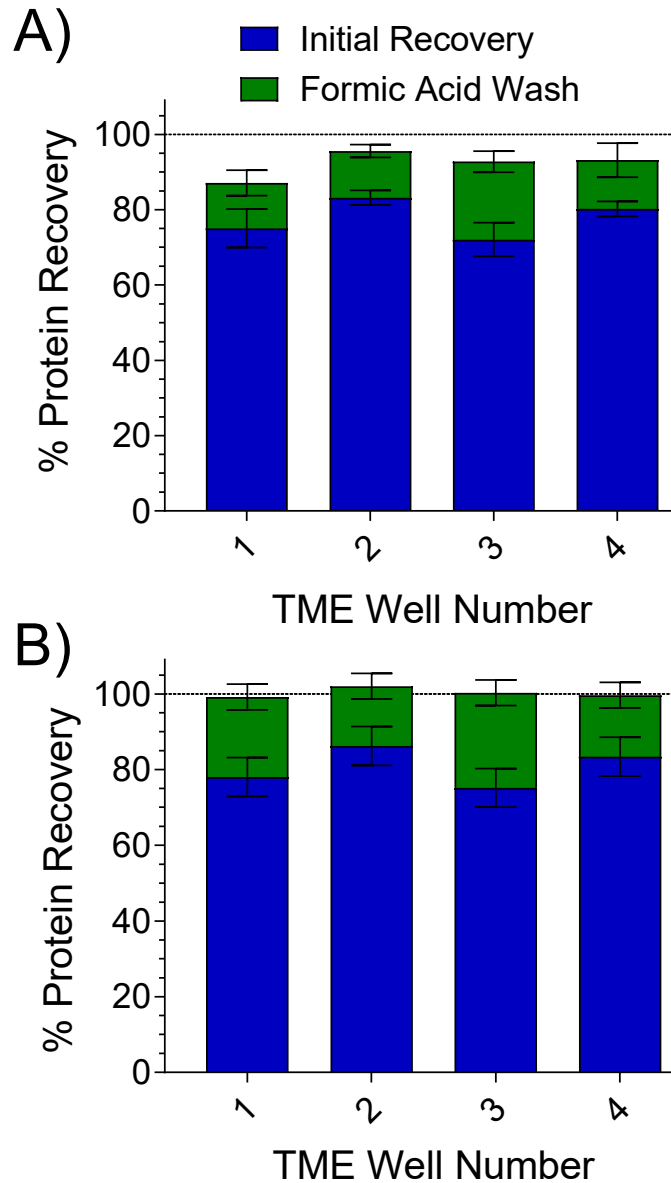 A)
Initial Recovery
Formic Acid Wash
% Protein Recovery
100
80
60
40
20
0
1 2 3 4
TME Well Number
B)
% Protein Recovery
100
80
60
40
20
0
1 2 3 4
TME Well Number